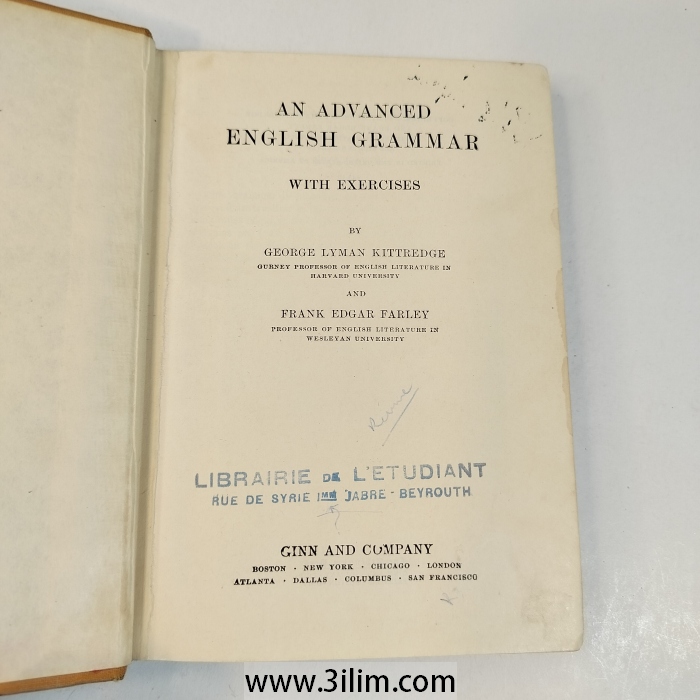 AN ADVANCED
ENGLISH GRAMMAR
WITH EXERCISES
BY
GEORGE LYMAN KITTREDGE
GURNEY PROFESSOR OF ENGLISH LITERATURE IN
HARVARD UNIVERSITY
AND
FRANK EDGAR FARLEY
PROFESSOR OF ENGLISH LITERATURE IN
WESLEYAN UNIVERSITY
LIBRAIRIE DE L'ETUDIANT
RUE DE SYRIE IMM JABRE - BEYROUTH
GINN AND COMPANY
BOSTON · NEW YORK · CHICAGO · LONDON
ATLANTA · DALLAS · COLUMBUS · SAN FRANCISCO
www.3ilim.com